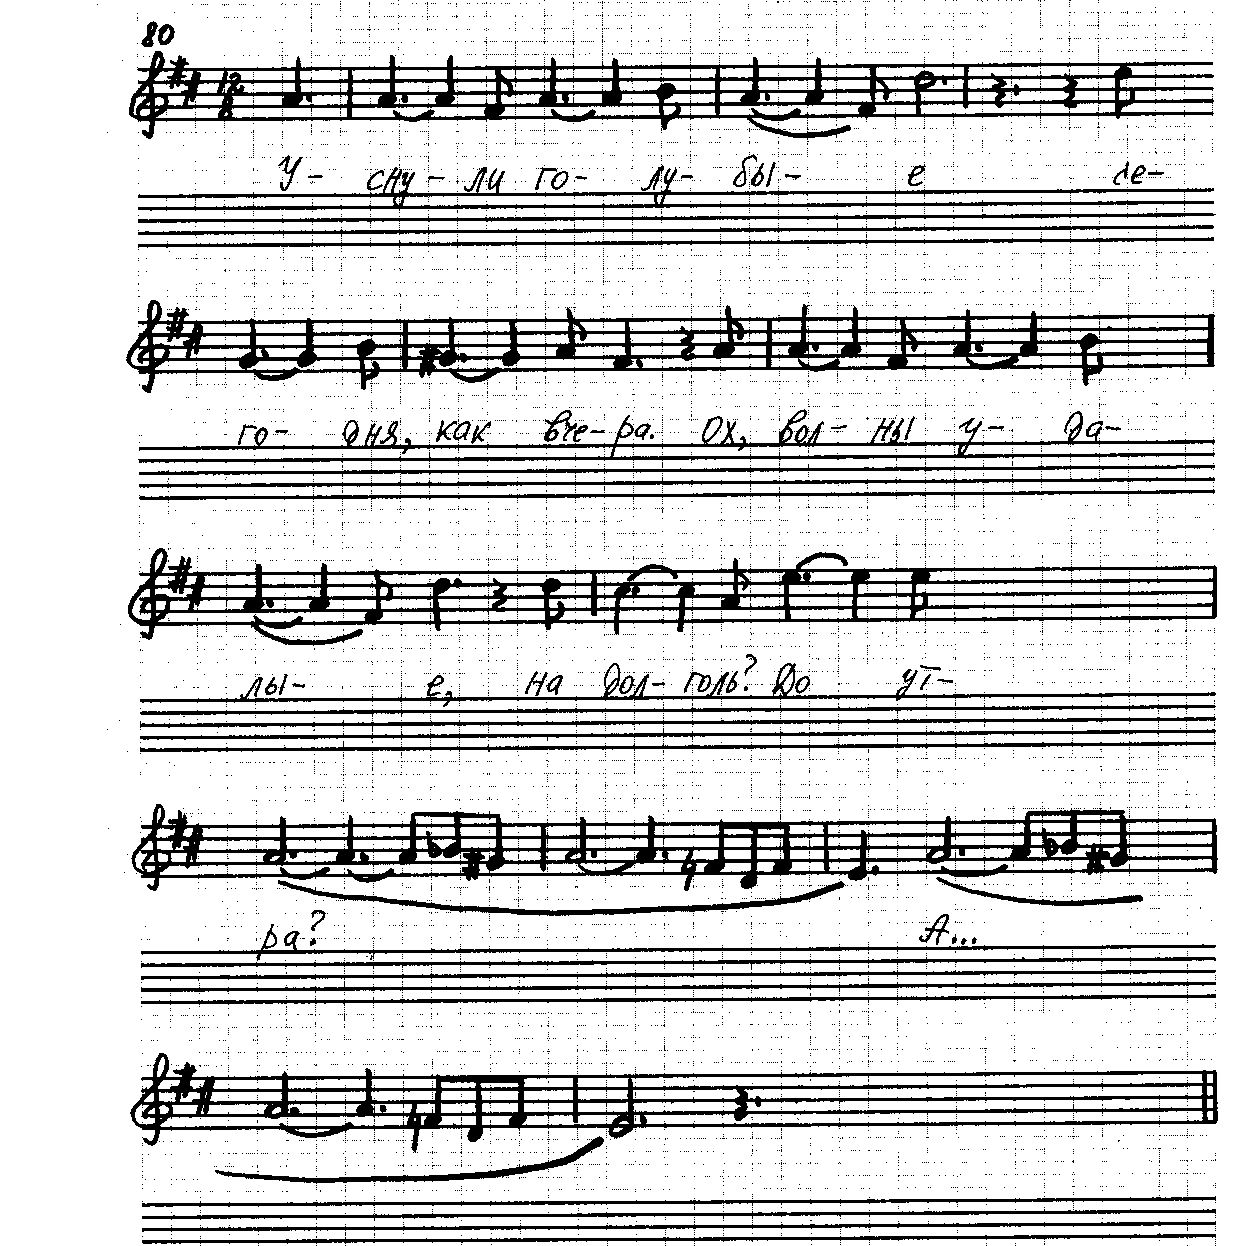 80
12
8
У- сну- ли го- лу- бы- е се-
го- дня, как вче-ра. Ох, вол- ны у- да-
лы- е, на дол- голь? До ут-
ра? А...